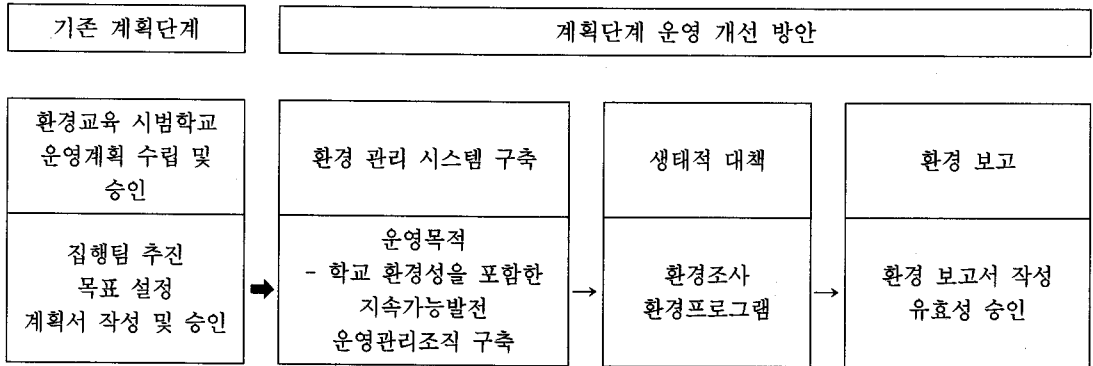 기존 계획단계
계획단계 운영 개선 방안
환경교육 시범학교
운영계획 수립 및
승인
환경 관리 시스템 구축
생태적 대책
환경 보고
집행팀 추진
목표 설정
계획서 작성 및 승인
➡
운영목적
- 학교 환경성을 포함한
지속가능발전
운영관리조직 구축
→
환경조사
환경프로그램
→
환경 보고서 작성
유효성 승인